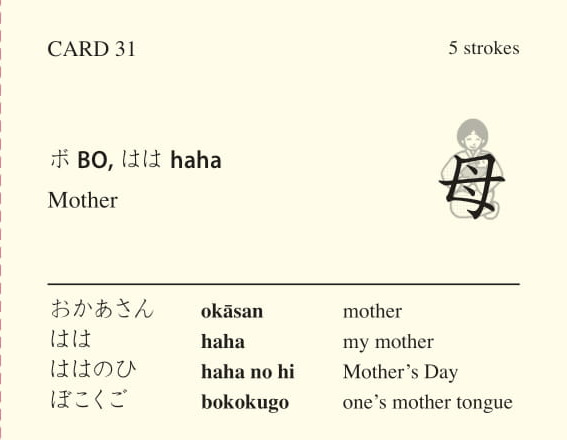 CARD 31 5 strokes
ボ BO, はは haha
Mother
母
おかあさん okāsan mother
はは haha my mother
ははのひ haha no hi Mother’s Day
ぼこくご bokokugo one’s mother tongue